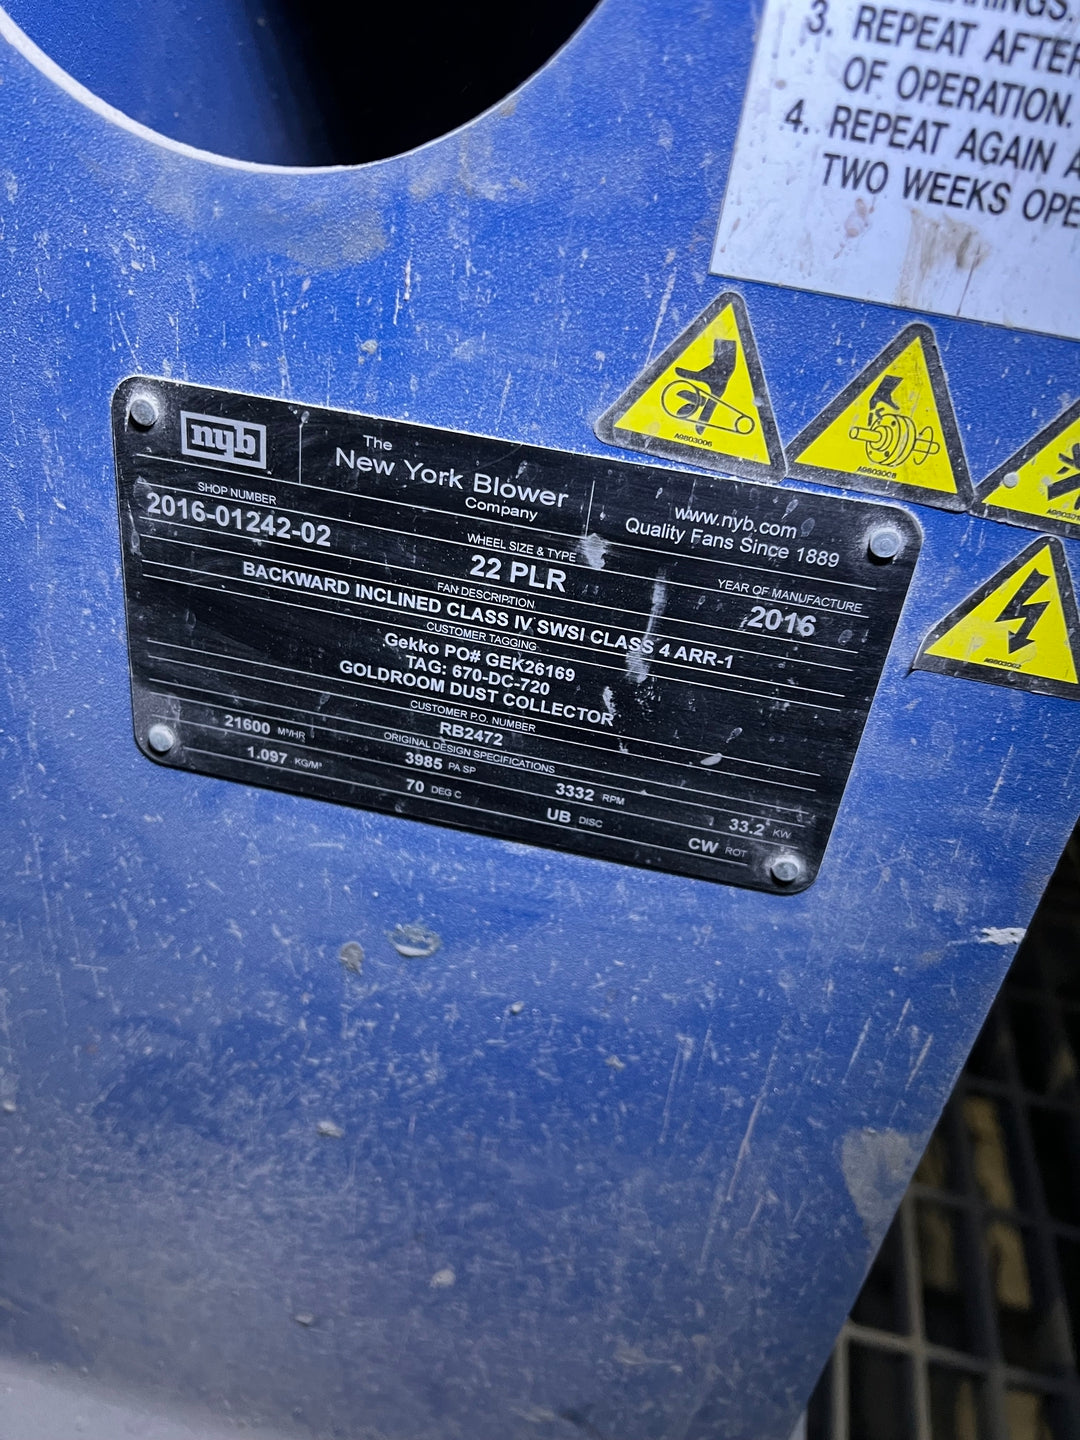 3. REPEAT AFTER
OF OPERATION.
4. REPEAT AGAIN
TWO WEEKS
nyb
The
New York Blower
Company
www.nyb.com
Quality Fans Since 1889
SHOP NUMBER
2016-01242-02
WHEEL SIZE & TYPE
22 PLR
YEAR OF MANUFACTURE
2016
FAN DESCRIPTION
BACKWARD INCLINED CLASS IV SWSI CLASS 4 ARR-1
CUSTOMER TAGGING
Gekko PO# GEK26169
TAG: 670-DC-720
GOLDROOM DUST COLLECTOR
CUSTOMER P.O. NUMBER
RB2472
ORIGINAL DESIGN SPECIFICATIONS
21600 M³/HR 3985 PA SP 3332 RPM 33.2 KW
1.097 KG/M³ 70 DEG C UB DISC CW ROT
A9803006
A9803008
A9803002